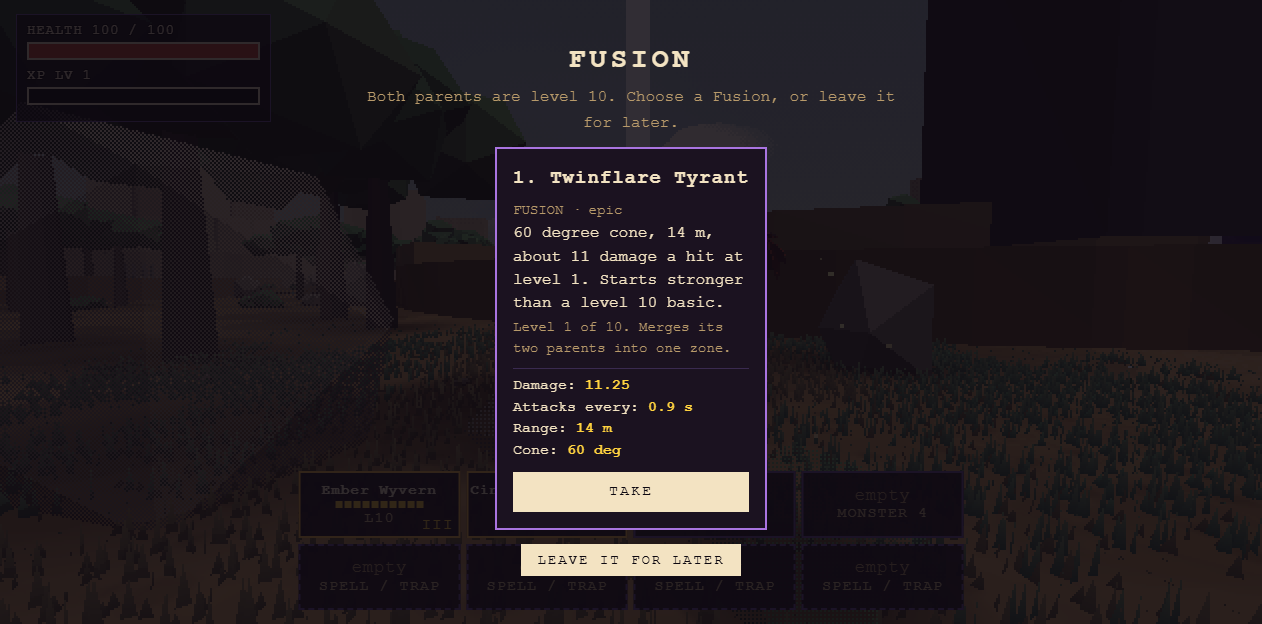 HEALTH 100 / 100
XP LV 1
FUSION
Both parents are level 10. Choose a Fusion, or leave it
for later.
1. Twinflare Tyrant
FUSION · epic
60 degree cone, 14 m,
about 11 damage a hit at
level 1. Starts stronger
than a level 10 basic.
Level 1 of 10. Merges its
two parents into one zone.
Damage: 11.25
Attacks every: 0.9 s
Range: 14 m
Cone: 60 deg
TAKE
Ember Wyvern
L10
III
empty
MONSTER 4
LEAVE IT FOR LATER
empty
SPELL / TRAP
SPELL / TRAP
SPELL / TRAP
empty
SPELL / TRAP